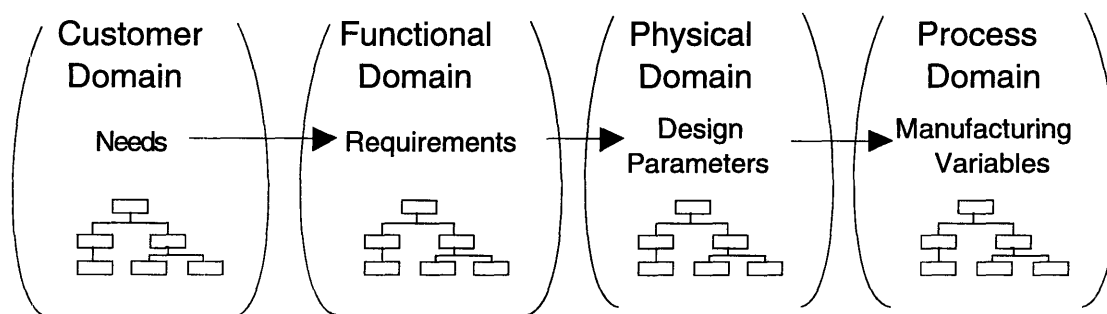 Customer
Domain
Needs
Functional
Domain
Requirements
Physical
Domain
Design
Parameters
Process
Domain
Manufacturing
Variables